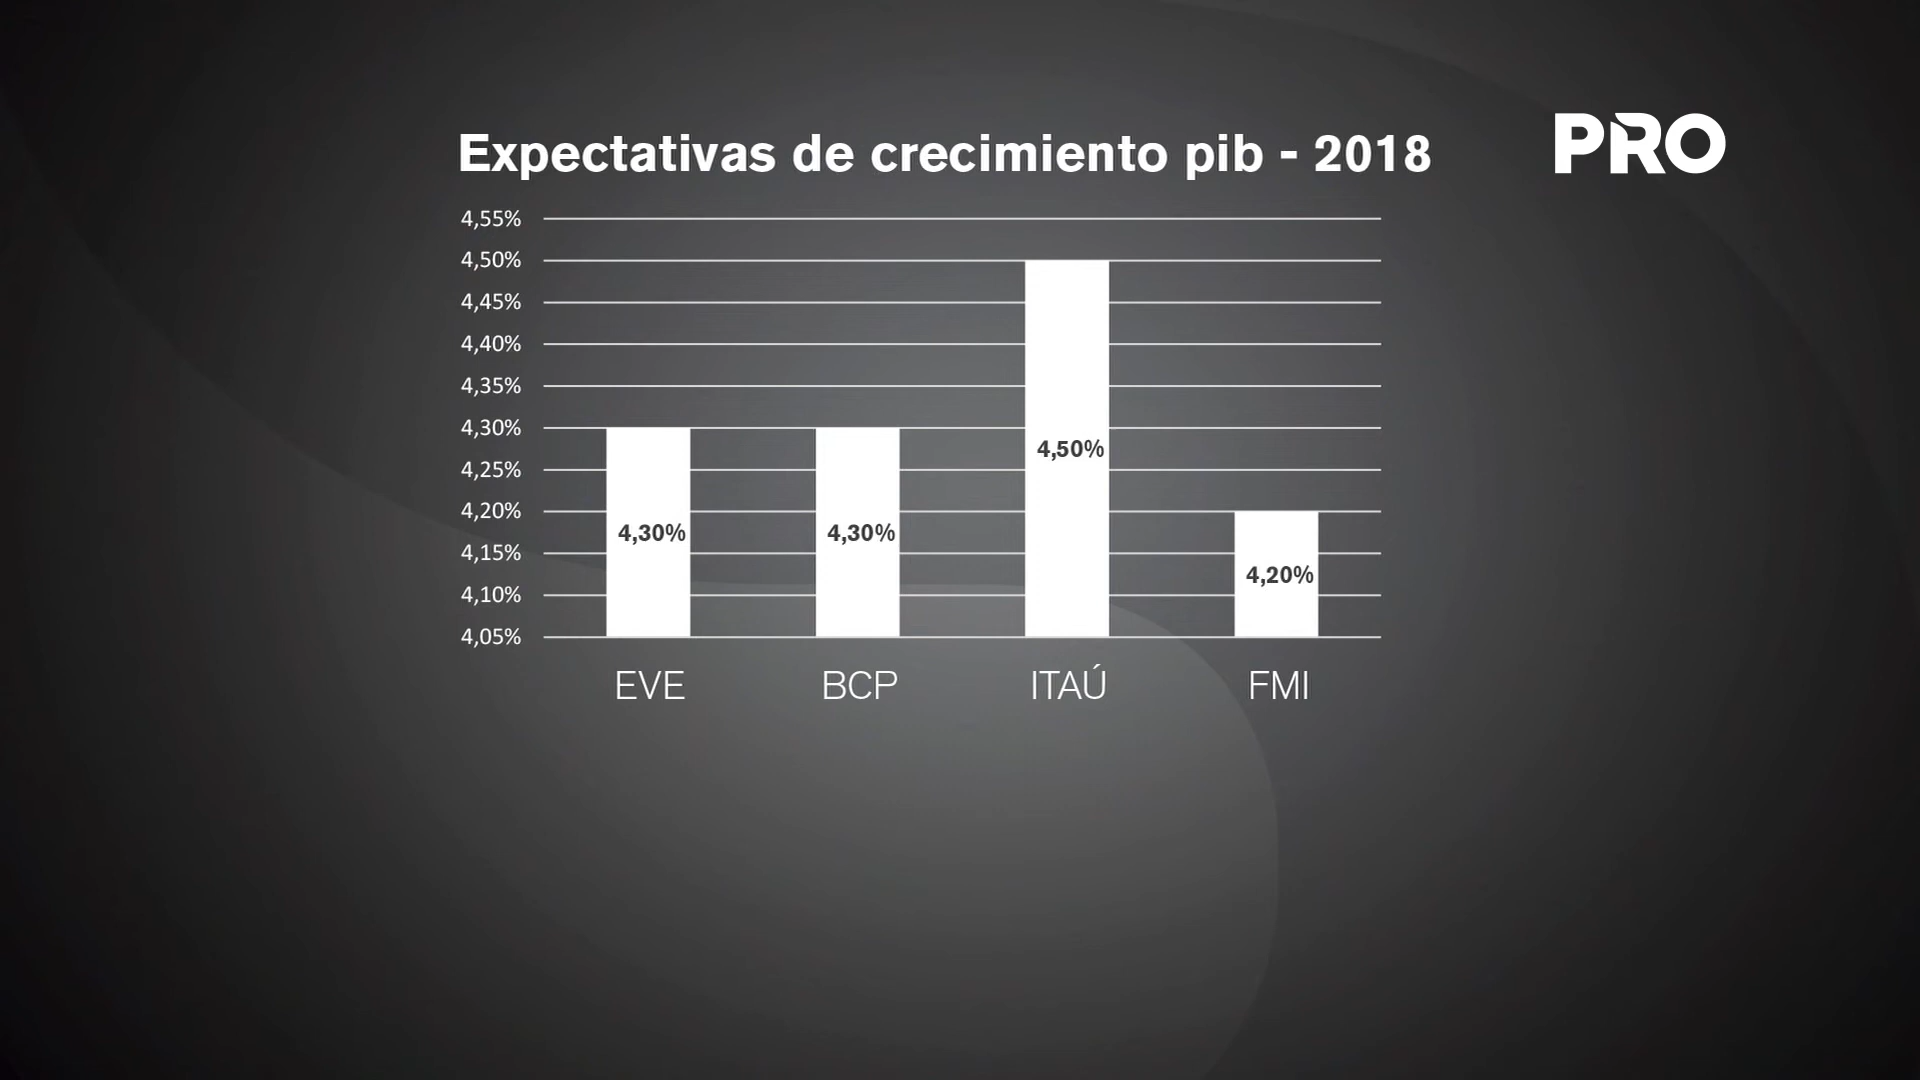 Expectativas de crecimiento pib - 2018
PRO
4,55%
4,50%
4,45%
4,40%
4,35%
4,30%
4,25%
4,20%
4,15%
4,10%
4,05%
4,30%
4,30%
4,50%
4,20%
EVE
BCP
ITAÚ
FMI